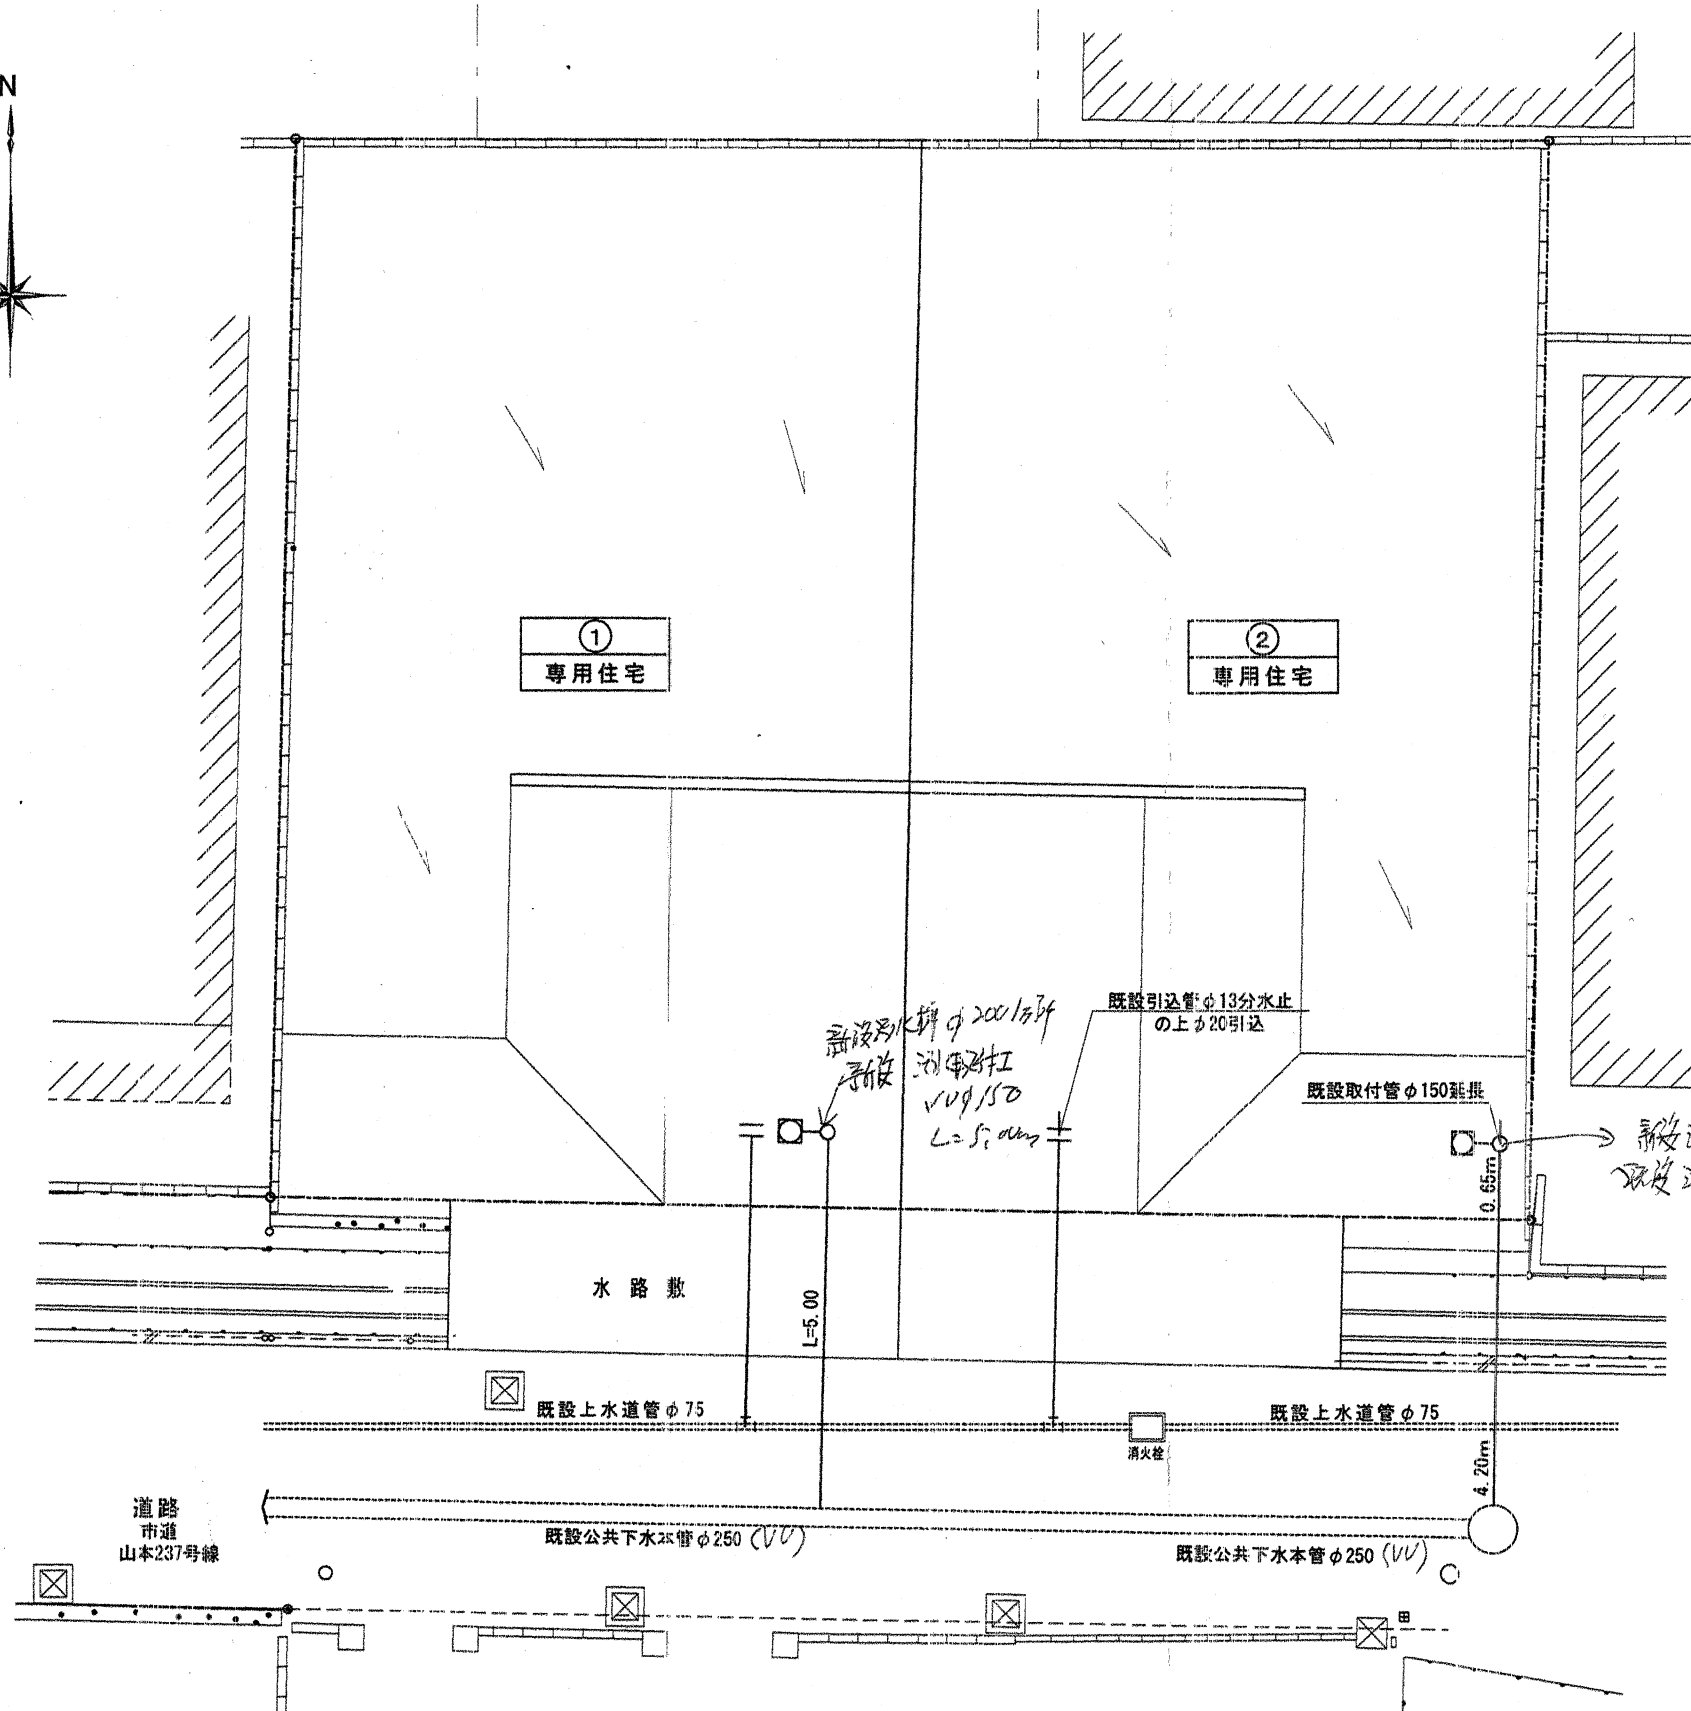 N
①
専用住宅
②
専用住宅
既設引込管φ13分水止
の上φ20引込
φ200
VUφ150
既設取付管φ150延長
0.65m
水路敷
L=5.00
既設上水道管φ75
既設上水道管φ75
消火栓
4.20m
道路
市道
山本237号線
既設公共下水本管φ250 (VU)
既設公共下水本管φ250 (VU)